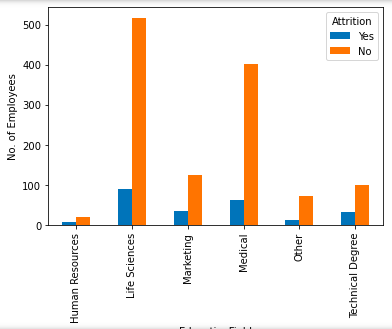 Attrition
Yes
No
No. of Employees
500
400
300
200
100
0
Human Resources
Life Sciences
Marketing
Medical
Other
Technical Degree